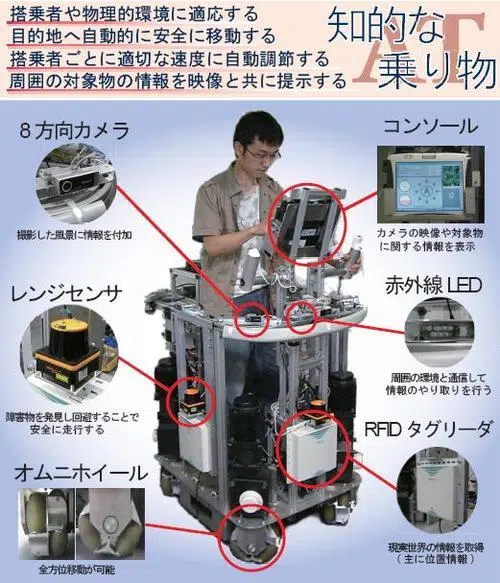 搭乗者や物理的環境に適応する
目的地へ自動的に安全に移動する
搭乗者ごとに適切な速度に自動調節する
周囲の対象物の情報を映像と共に提示する
AT
知的な
乗り物
8方向カメラ
撮影した風景に情報を付加
コンソール
カメラの映像や対象物
に関する情報を表示
レンジセンサ
障害物を発見し回避することで
安全に走行する
赤外線LED
周囲の環境と通信して
情報のやり取りを行う
オムニホイール
全方位移動が可能
RFIDタグリーダ
現実世界の情報を取得
(主に位置情報)